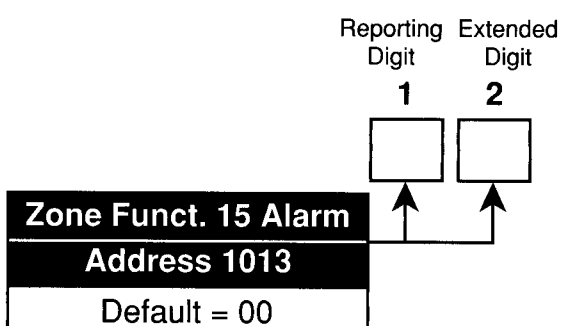 Reporting Extended
Digit Digit
1 2
Zone Funct. 15 Alarm
Address 1013
Default = 00